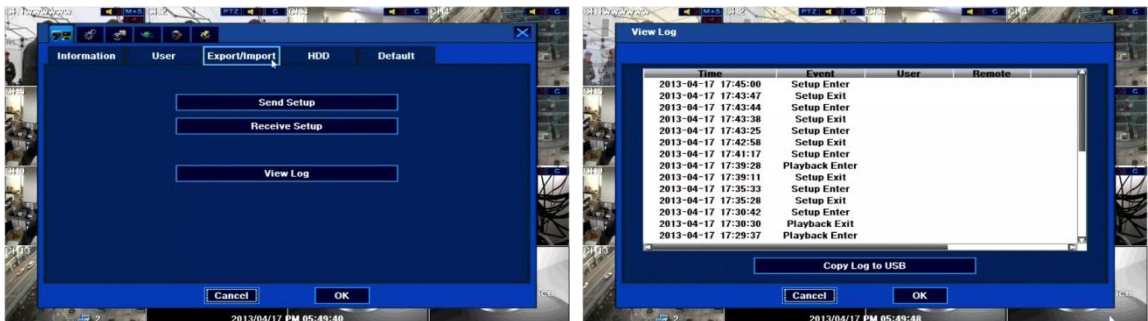 Information User Export/Import HDD Default
Send Setup
Receive Setup
View Log
Cancel OK
2013/04/17 PM 05:49:40
View Log
Time Event User Remote
2013-04-17 17:45:00 Setup Enter
2013-04-17 17:43:47 Setup Exit
2013-04-17 17:43:44 Setup Enter
2013-04-17 17:43:38 Setup Exit
2013-04-17 17:43:25 Setup Enter
2013-04-17 17:42:58 Setup Exit
2013-04-17 17:41:17 Setup Enter
2013-04-17 17:39:28 Playback Enter
2013-04-17 17:39:11 Setup Exit
2013-04-17 17:35:33 Setup Enter
2013-04-17 17:35:28 Setup Exit
2013-04-17 17:30:42 Setup Enter
2013-04-17 17:30:30 Playback Exit
2013-04-17 17:29:37 Playback Enter
Copy Log to USB
Cancel OK
2013/04/17 PM 05:49:48